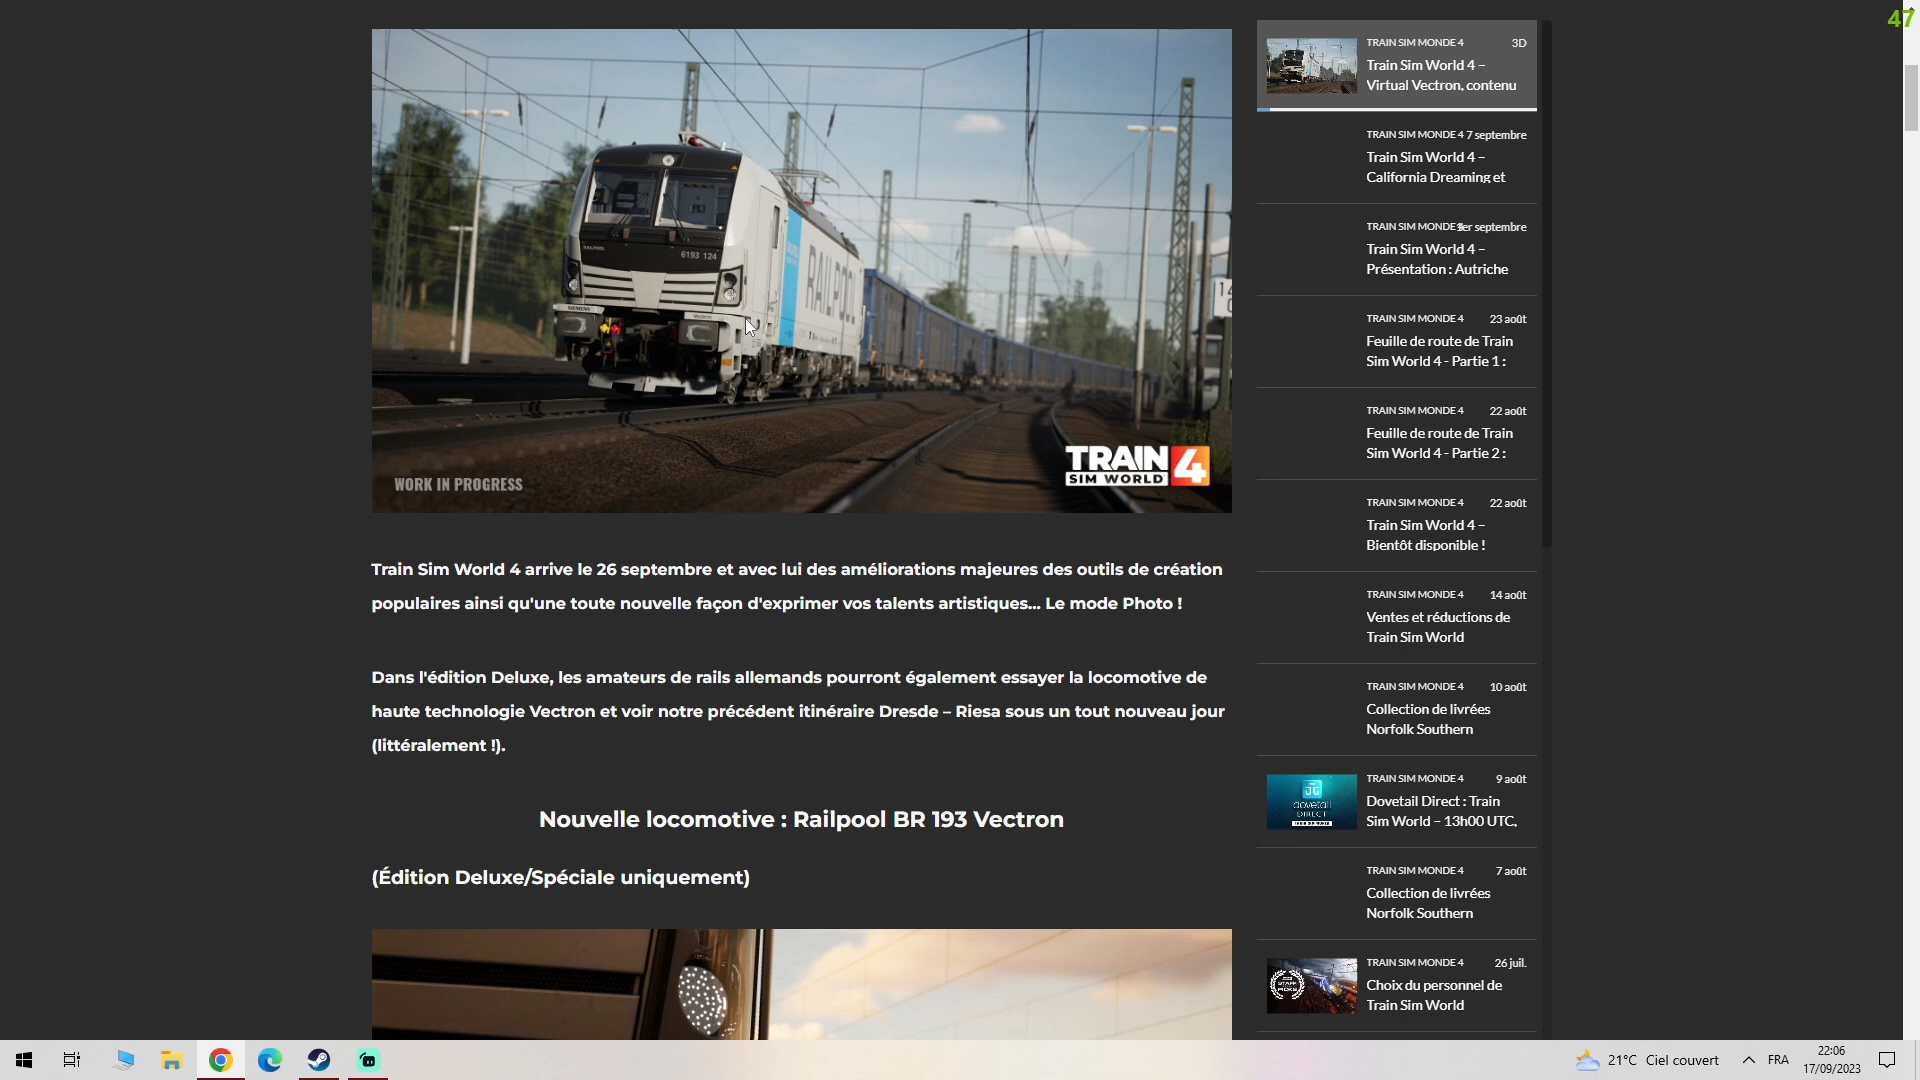 47
RAILPOOL
6193 124
SIEMENS
Vectron
RAILPOOL
WORK IN PROGRESS
TRAIN
SIM WORLD 4
Train Sim World 4 arrive le 26 septembre et avec lui des améliorations majeures des outils de création
populaires ainsi qu'une toute nouvelle façon d'exprimer vos talents artistiques... Le mode Photo !
Dans l'édition Deluxe, les amateurs de rails allemands pourront également essayer la locomotive de
haute technologie Vectron et voir notre précédent itinéraire Dresde – Riesa sous un tout nouveau jour
(littéralement !).
Nouvelle locomotive : Railpool BR 193 Vectron
(Édition Deluxe/Spéciale uniquement)
TRAIN SIM MONDE 4 3D
Train Sim World 4 –
Virtual Vectron, contenu
TRAIN SIM MONDE 4 7 septembre
Train Sim World 4 –
California Dreaming et
TRAIN SIM MONDE 1er septembre
Train Sim World 4 –
Présentation : Autriche
TRAIN SIM MONDE 4 23 août
Feuille de route de Train
Sim World 4 - Partie 1 :
TRAIN SIM MONDE 4 22 août
Feuille de route de Train
Sim World 4 - Partie 2 :
TRAIN SIM MONDE 4 22 août
Train Sim World 4 –
Bientôt disponible !
TRAIN SIM MONDE 4 14 août
Ventes et réductions de
Train Sim World
TRAIN SIM MONDE 4 10 août
Collection de livrées
Norfolk Southern
dovetail
DIRECT
TRAIN SIM MONDE 4 9 août
Dovetail Direct : Train
Sim World – 13h00 UTC,
TRAIN SIM MONDE 4 7 août
Collection de livrées
Norfolk Southern
STAFF
PICKS
TRAIN SIM MONDE 4 26 juil.
Choix du personnel de
Train Sim World
21°C Ciel couvert
FRA
22:06
17/09/2023